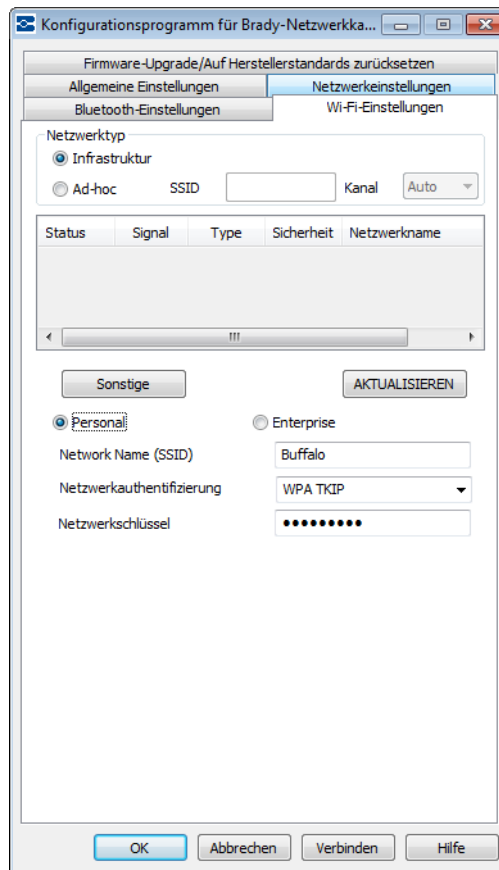 Konfigurationsprogramm für Brady-Netzwerkka...
Firmware-Upgrade/Auf Herstellerstandards zurücksetzen
Allgemeine Einstellungen Netzwerkeinstellungen
Bluetooth-Einstellungen Wi-Fi-Einstellungen
Netzwerktyp
Infrastruktur
Ad-hoc SSID Kanal Auto
Status Signal Type Sicherheit Netzwerkname
Sonstige AKTUALISIEREN
Personal Enterprise
Network Name (SSID) Buffalo
Netzwerkauthentifizierung WPA TKIP
Netzwerkschlüssel •••••••••
OK Abbrechen Verbinden Hilfe